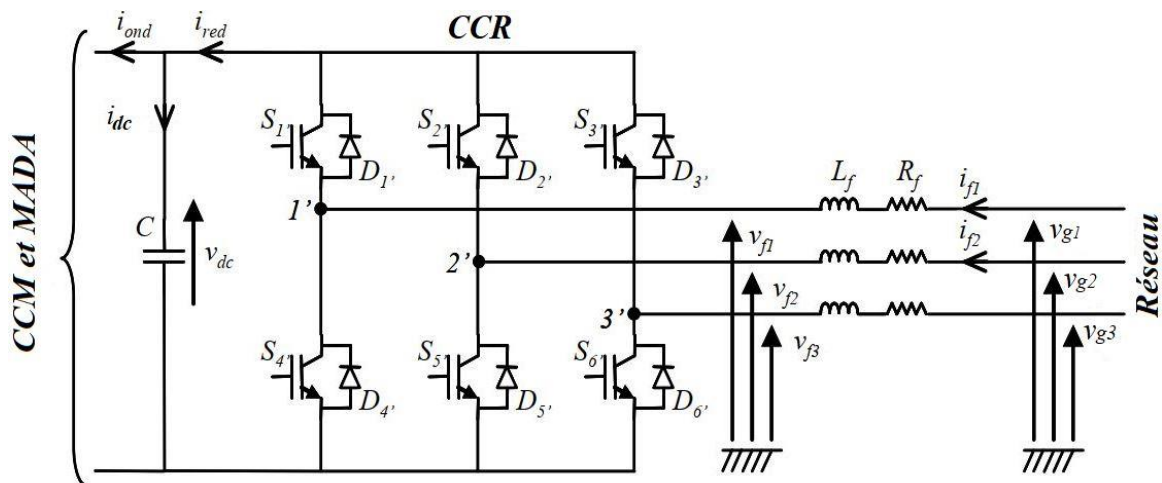 CCR
i_ond
i_red
i_dc
C
v_dc
CCM et MADA
S_1'
D_1'
S_2'
D_2'
S_3'
D_3'
1'
2'
3'
S_4'
D_4'
S_5'
D_5'
S_6'
D_6'
L_f
R_f
i_f1
i_f2
v_f1
v_f2
v_f3
v_g1
v_g2
v_g3
Réseau